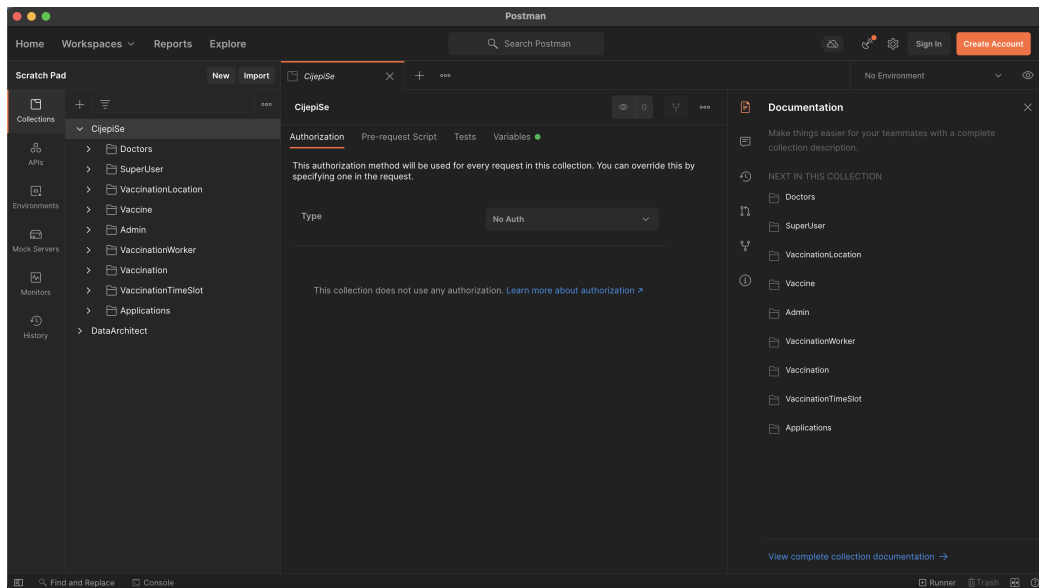 Postman
Home Workspaces Reports Explore Search Postman Sign In Create Account
Scratch Pad New Import CijepiSe No Environment
Collections
APIs
Environments
Mock Servers
Monitors
History
CijepiSe
Doctors
SuperUser
VaccinationLocation
Vaccine
Admin
VaccinationWorker
Vaccination
VaccinationTimeSlot
Applications
DataArchitect
CijepiSe 0
Authorization Pre-request Script Tests Variables
This authorization method will be used for every request in this collection. You can override this by
specifying one in the request.
Type No Auth
This collection does not use any authorization. Learn more about authorization ↗
Documentation
Make things easier for your teammates with a complete
collection description.
NEXT IN THIS COLLECTION
Doctors
SuperUser
VaccinationLocation
Vaccine
Admin
VaccinationWorker
Vaccination
VaccinationTimeSlot
Applications
View complete collection documentation →
Find and Replace Console Runner Trash